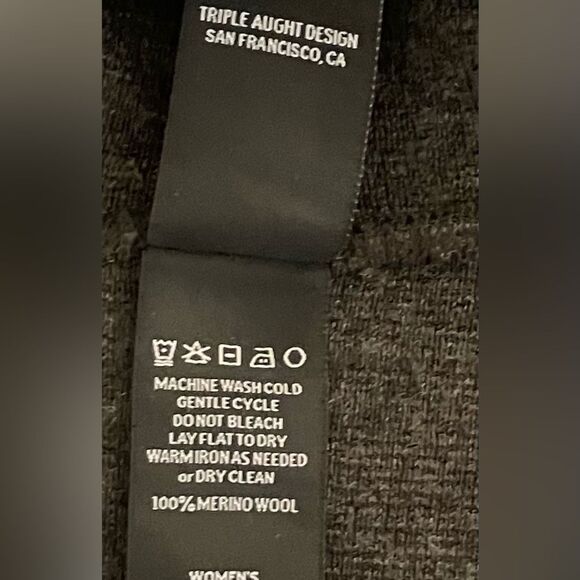 TRIPLE AUGHT DESIGN
SAN FRANCISCO, CA
MACHINE WASH COLD
GENTLE CYCLE
DO NOT BLEACH
LAY FLAT TO DRY
WARM IRON AS NEEDED
or DRY CLEAN
100% MERINO WOOL
WOMEN'S